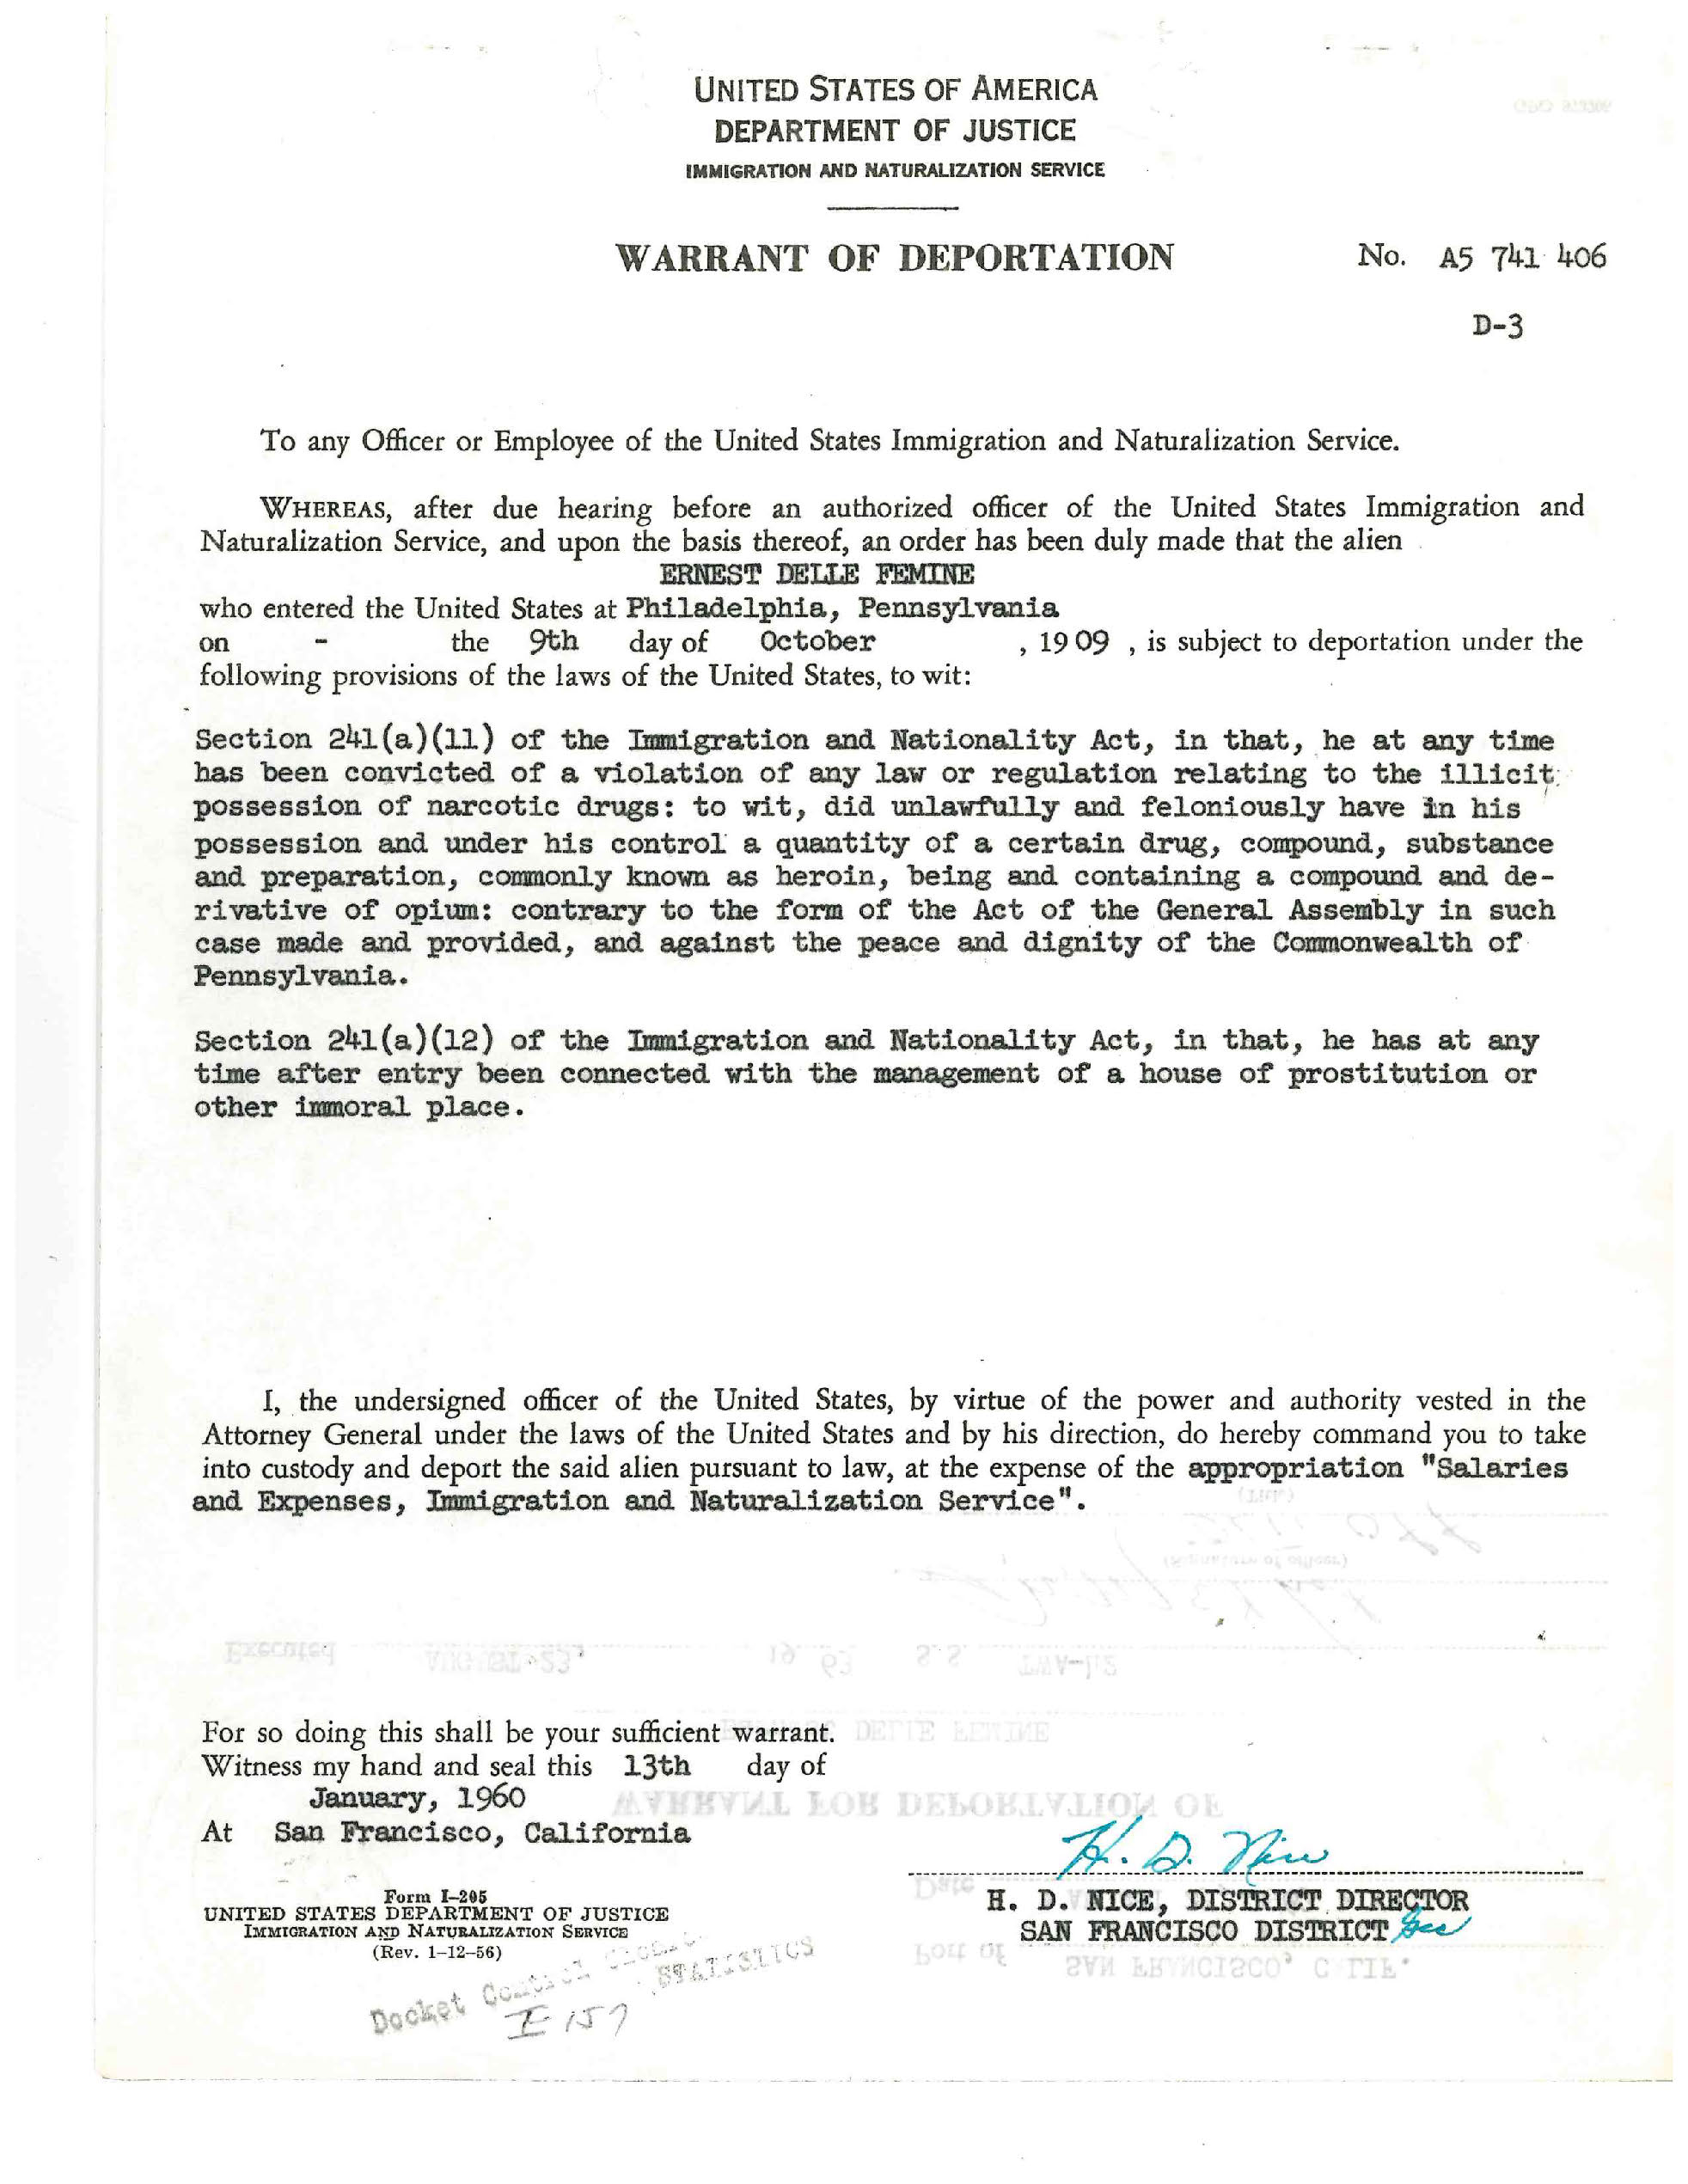 UNITED STATES OF AMERICA
DEPARTMENT OF JUSTICE
IMMIGRATION AND NATURALIZATION SERVICE
WARRANT OF DEPORTATION No. A5 741 406
D-3
To any Officer or Employee of the United States Immigration and Naturalization Service.
WHEREAS, after due hearing before an authorized officer of the United States Immigration and
Naturalization Service, and upon the basis thereof, an order has been duly made that the alien
ERNEST DELLE FEMINE
who entered the United States at Philadelphia, Pennsylvania
on - the 9th day of October , 19 09 , is subject to deportation under the
following provisions of the laws of the United States, to wit:
Section 241(a)(11) of the Immigration and Nationality Act, in that, he at any time
has been convicted of a violation of any law or regulation relating to the illicit
possession of narcotic drugs: to wit, did unlawfully and feloniously have in his
possession and under his control a quantity of a certain drug, compound, substance
and preparation, commonly known as heroin, being and containing a compound and de-
rivative of opium: contrary to the form of the Act of the General Assembly in such
case made and provided, and against the peace and dignity of the Commonwealth of
Pennsylvania.
Section 241(a)(12) of the Immigration and Nationality Act, in that, he has at any
time after entry been connected with the management of a house of prostitution or
other immoral place.
I, the undersigned officer of the United States, by virtue of the power and authority vested in the
Attorney General under the laws of the United States and by his direction, do hereby command you to take
into custody and deport the said alien pursuant to law, at the expense of the appropriation "Salaries
and Expenses, Immigration and Naturalization Service".
For so doing this shall be your sufficient warrant.
Witness my hand and seal this 13th day of
January, 1960
At San Francisco, California
H. D. Nice
H. D. NICE, DISTRICT DIRECTOR
SAN FRANCISCO DISTRICT
Form I-205
UNITED STATES DEPARTMENT OF JUSTICE
IMMIGRATION AND NATURALIZATION SERVICE
(Rev. 1-12-56)
Docket Control
STATISTICS
I 157